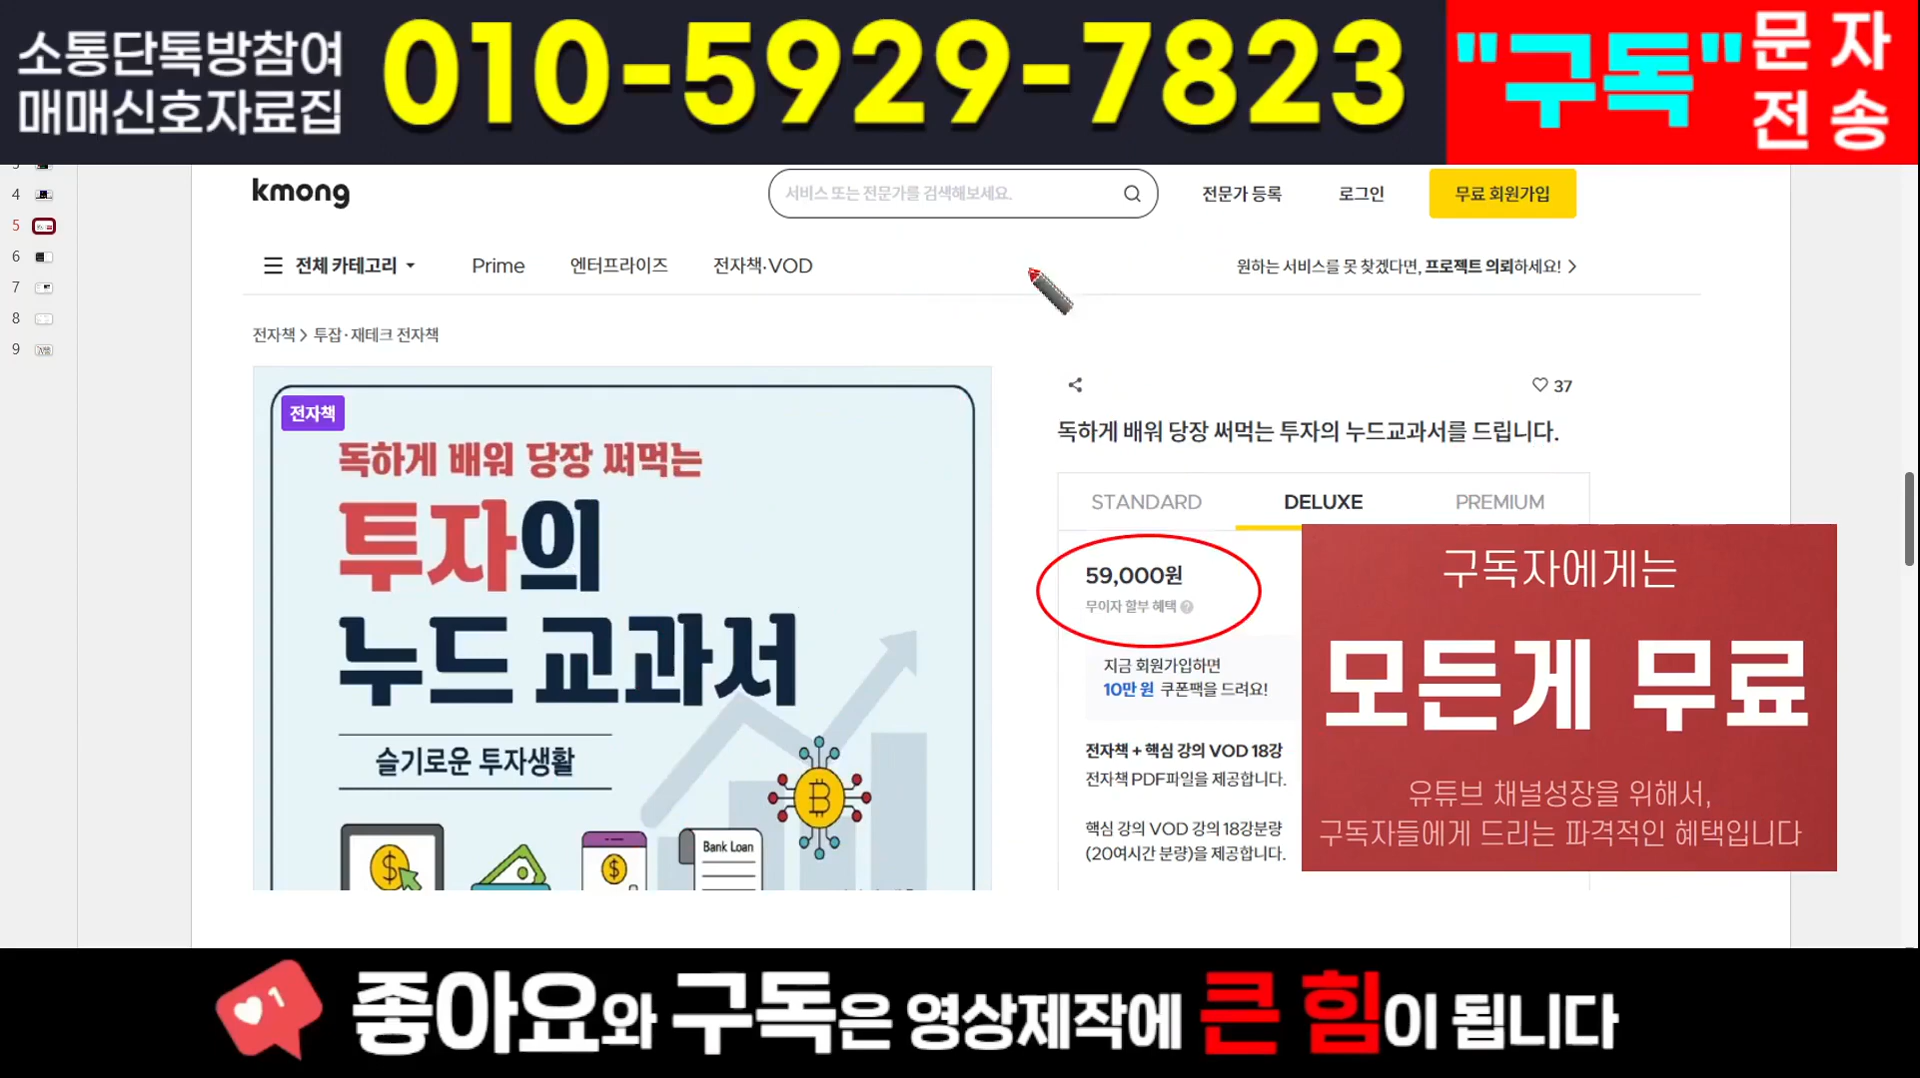 소통단톡방참여
매매신호자료집
010-5929-7823
"구독"
문자
전송
kmong
서비스 또는 전문가를 검색해보세요.
전문가 등록
로그인
무료 회원가입
4
5
6
7
8
9
전체 카테고리
Prime
엔터프라이즈
전자책·VOD
원하는 서비스를 못 찾겠다면, 프로젝트 의뢰하세요!
전자책 > 투잡·재테크 전자책
전자책
독하게 배워 당장 써먹는
투자의
누드 교과서
슬기로운 투자생활
Bank Loan
37
독하게 배워 당장 써먹는 투자의 누드교과서를 드립니다.
STANDARD
DELUXE
PREMIUM
59,000원
무이자 할부 혜택 ?
지금 회원가입하면
10만 원 쿠폰팩을 드려요!
전자책 + 핵심 강의 VOD 18강
전자책 PDF파일을 제공합니다.
핵심 강의 VOD 강의 18강분량
(20여시간 분량)을 제공합니다.
구독자에게는
모든게 무료
유튜브 채널성장을 위해서,
구독자들에게 드리는 파격적인 혜택입니다
1
좋아요와 구독은 영상제작에 큰 힘이 됩니다